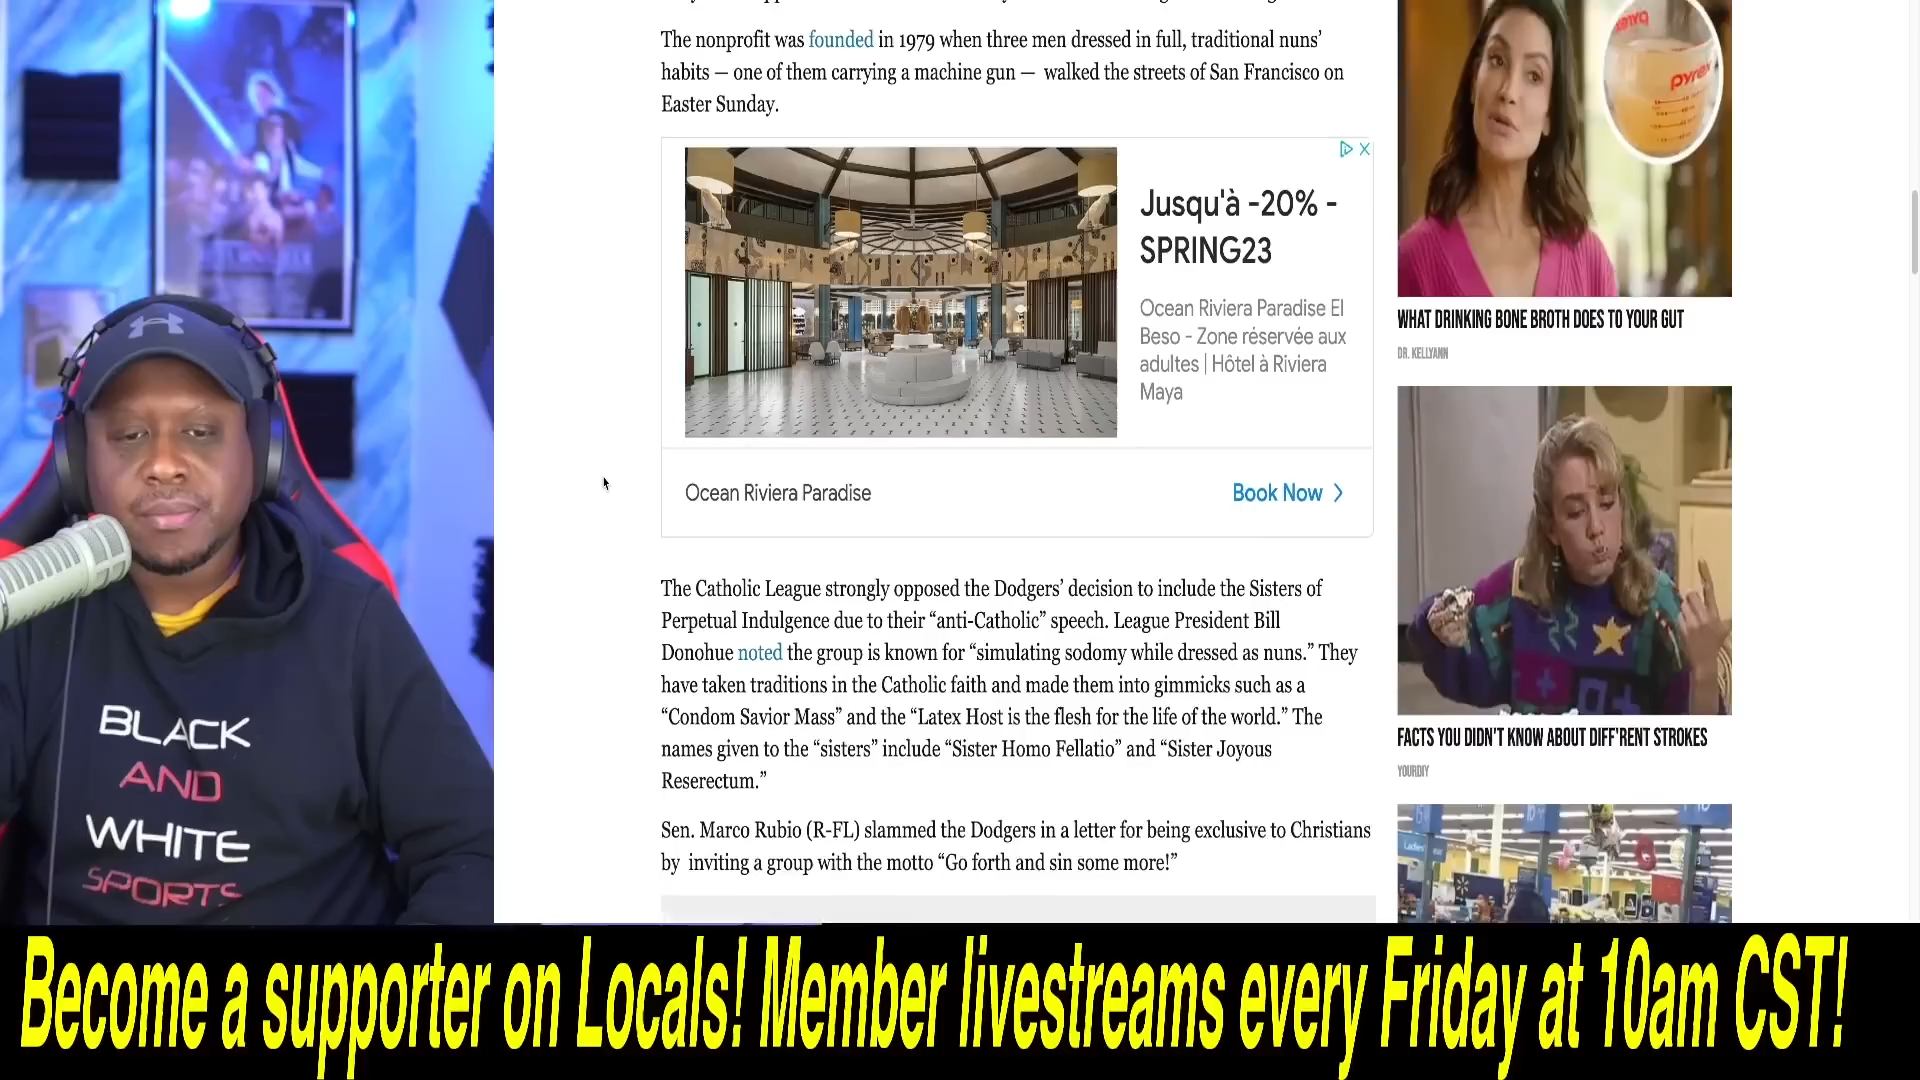 The nonprofit was founded in 1979 when three men dressed in full, traditional nuns’
habits — one of them carrying a machine gun — walked the streets of San Francisco on
Easter Sunday.
Jusqu'à -20% -
SPRING23
Ocean Riviera Paradise El
Beso - Zone réservée aux
adultes | Hôtel à Riviera
Maya
Ocean Riviera Paradise
Book Now
The Catholic League strongly opposed the Dodgers’ decision to include the Sisters of
Perpetual Indulgence due to their “anti-Catholic” speech. League President Bill
Donohue noted the group is known for “simulating sodomy while dressed as nuns.” They
have taken traditions in the Catholic faith and made them into gimmicks such as a
“Condom Savior Mass” and the “Latex Host is the flesh for the life of the world.” The
names given to the “sisters” include “Sister Homo Fellatio” and “Sister Joyous
Reserectum.”
Sen. Marco Rubio (R-FL) slammed the Dodgers in a letter for being exclusive to Christians
by inviting a group with the motto “Go forth and sin some more!”
pyrex
WHAT DRINKING BONE BROTH DOES TO YOUR GUT
DR. KELLYANN
FACTS YOU DIDN'T KNOW ABOUT DIFF'RENT STROKES
YOURDIY
BLACK
AND
WHITE
SPORTS
Become a supporter on Locals! Member livestreams every Friday at 10am CST!